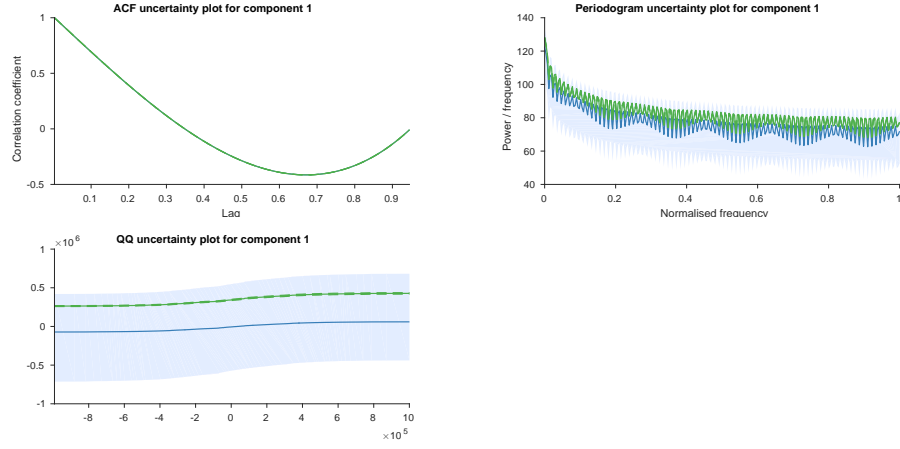 ACF uncertainty plot for component 1
Correlation coefficient
1
0.5
0
-0.5
0.1 0.2 0.3 0.4 0.5 0.6 0.7 0.8 0.9
Lag
Periodogram uncertainty plot for component 1
Power / frequency
140
120
100
80
60
40
0 0.2 0.4 0.6 0.8 1
Normalised frequency
QQ uncertainty plot for component 1
×10 6
1
0.5
0
-0.5
-1
-8 -6 -4 -2 0 2 4 6 8 10
×10 5